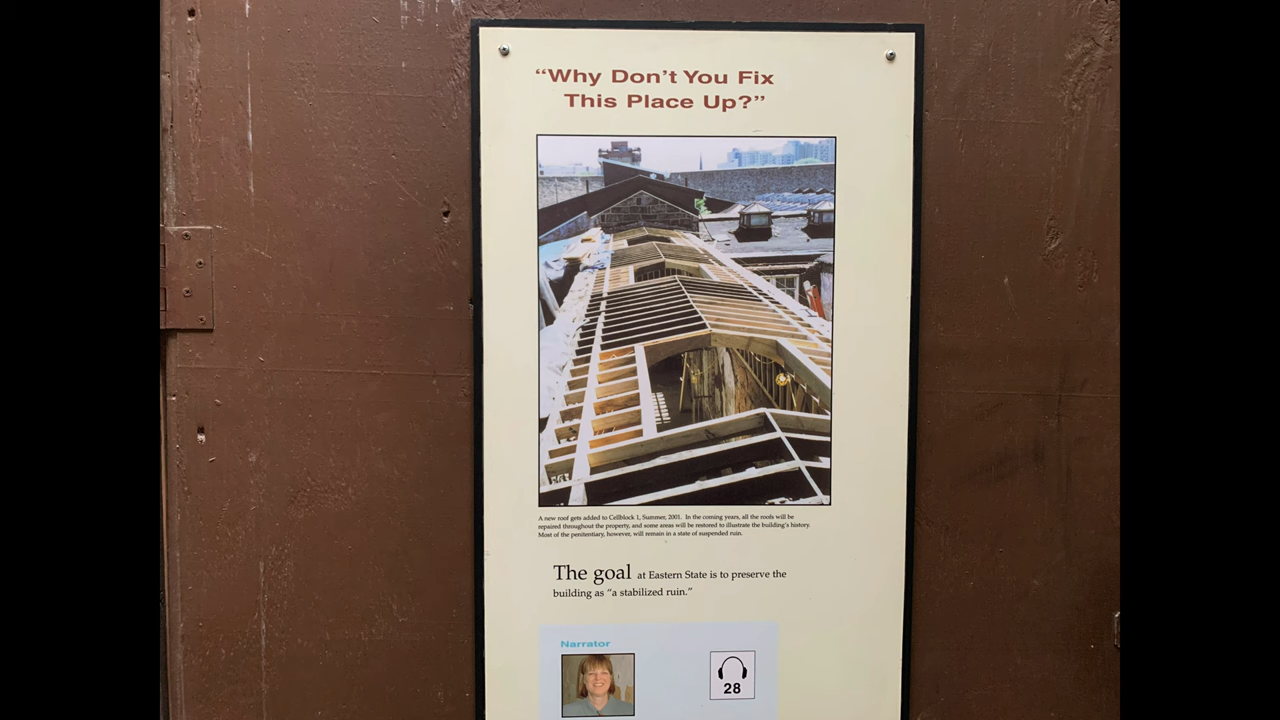 “Why Don’t You Fix
This Place Up?”
A new roof gets added to Cellblock 1, Summer, 2001. In the coming years, all the roofs will be
repaired throughout the property, and some areas will be restored to illustrate the building’s history.
Most of the penitentiary, however, will remain in a state of suspended ruin.
The goal at Eastern State is to preserve the
building as “a stabilized ruin.”
Narrator
28